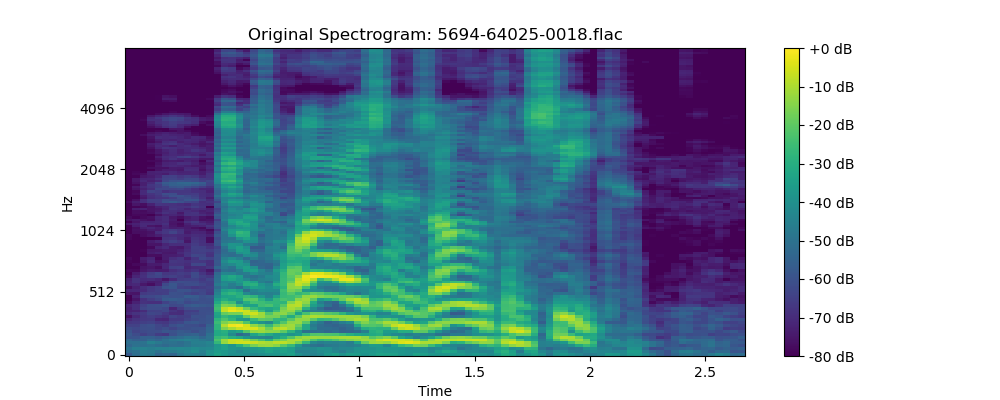 Original Spectrogram: 5694-64025-0018.flac
Hz
4096
2048
1024
512
0
0
0.5
1
1.5
2
2.5
Time
+0 dB
-10 dB
-20 dB
-30 dB
-40 dB
-50 dB
-60 dB
-70 dB
-80 dB